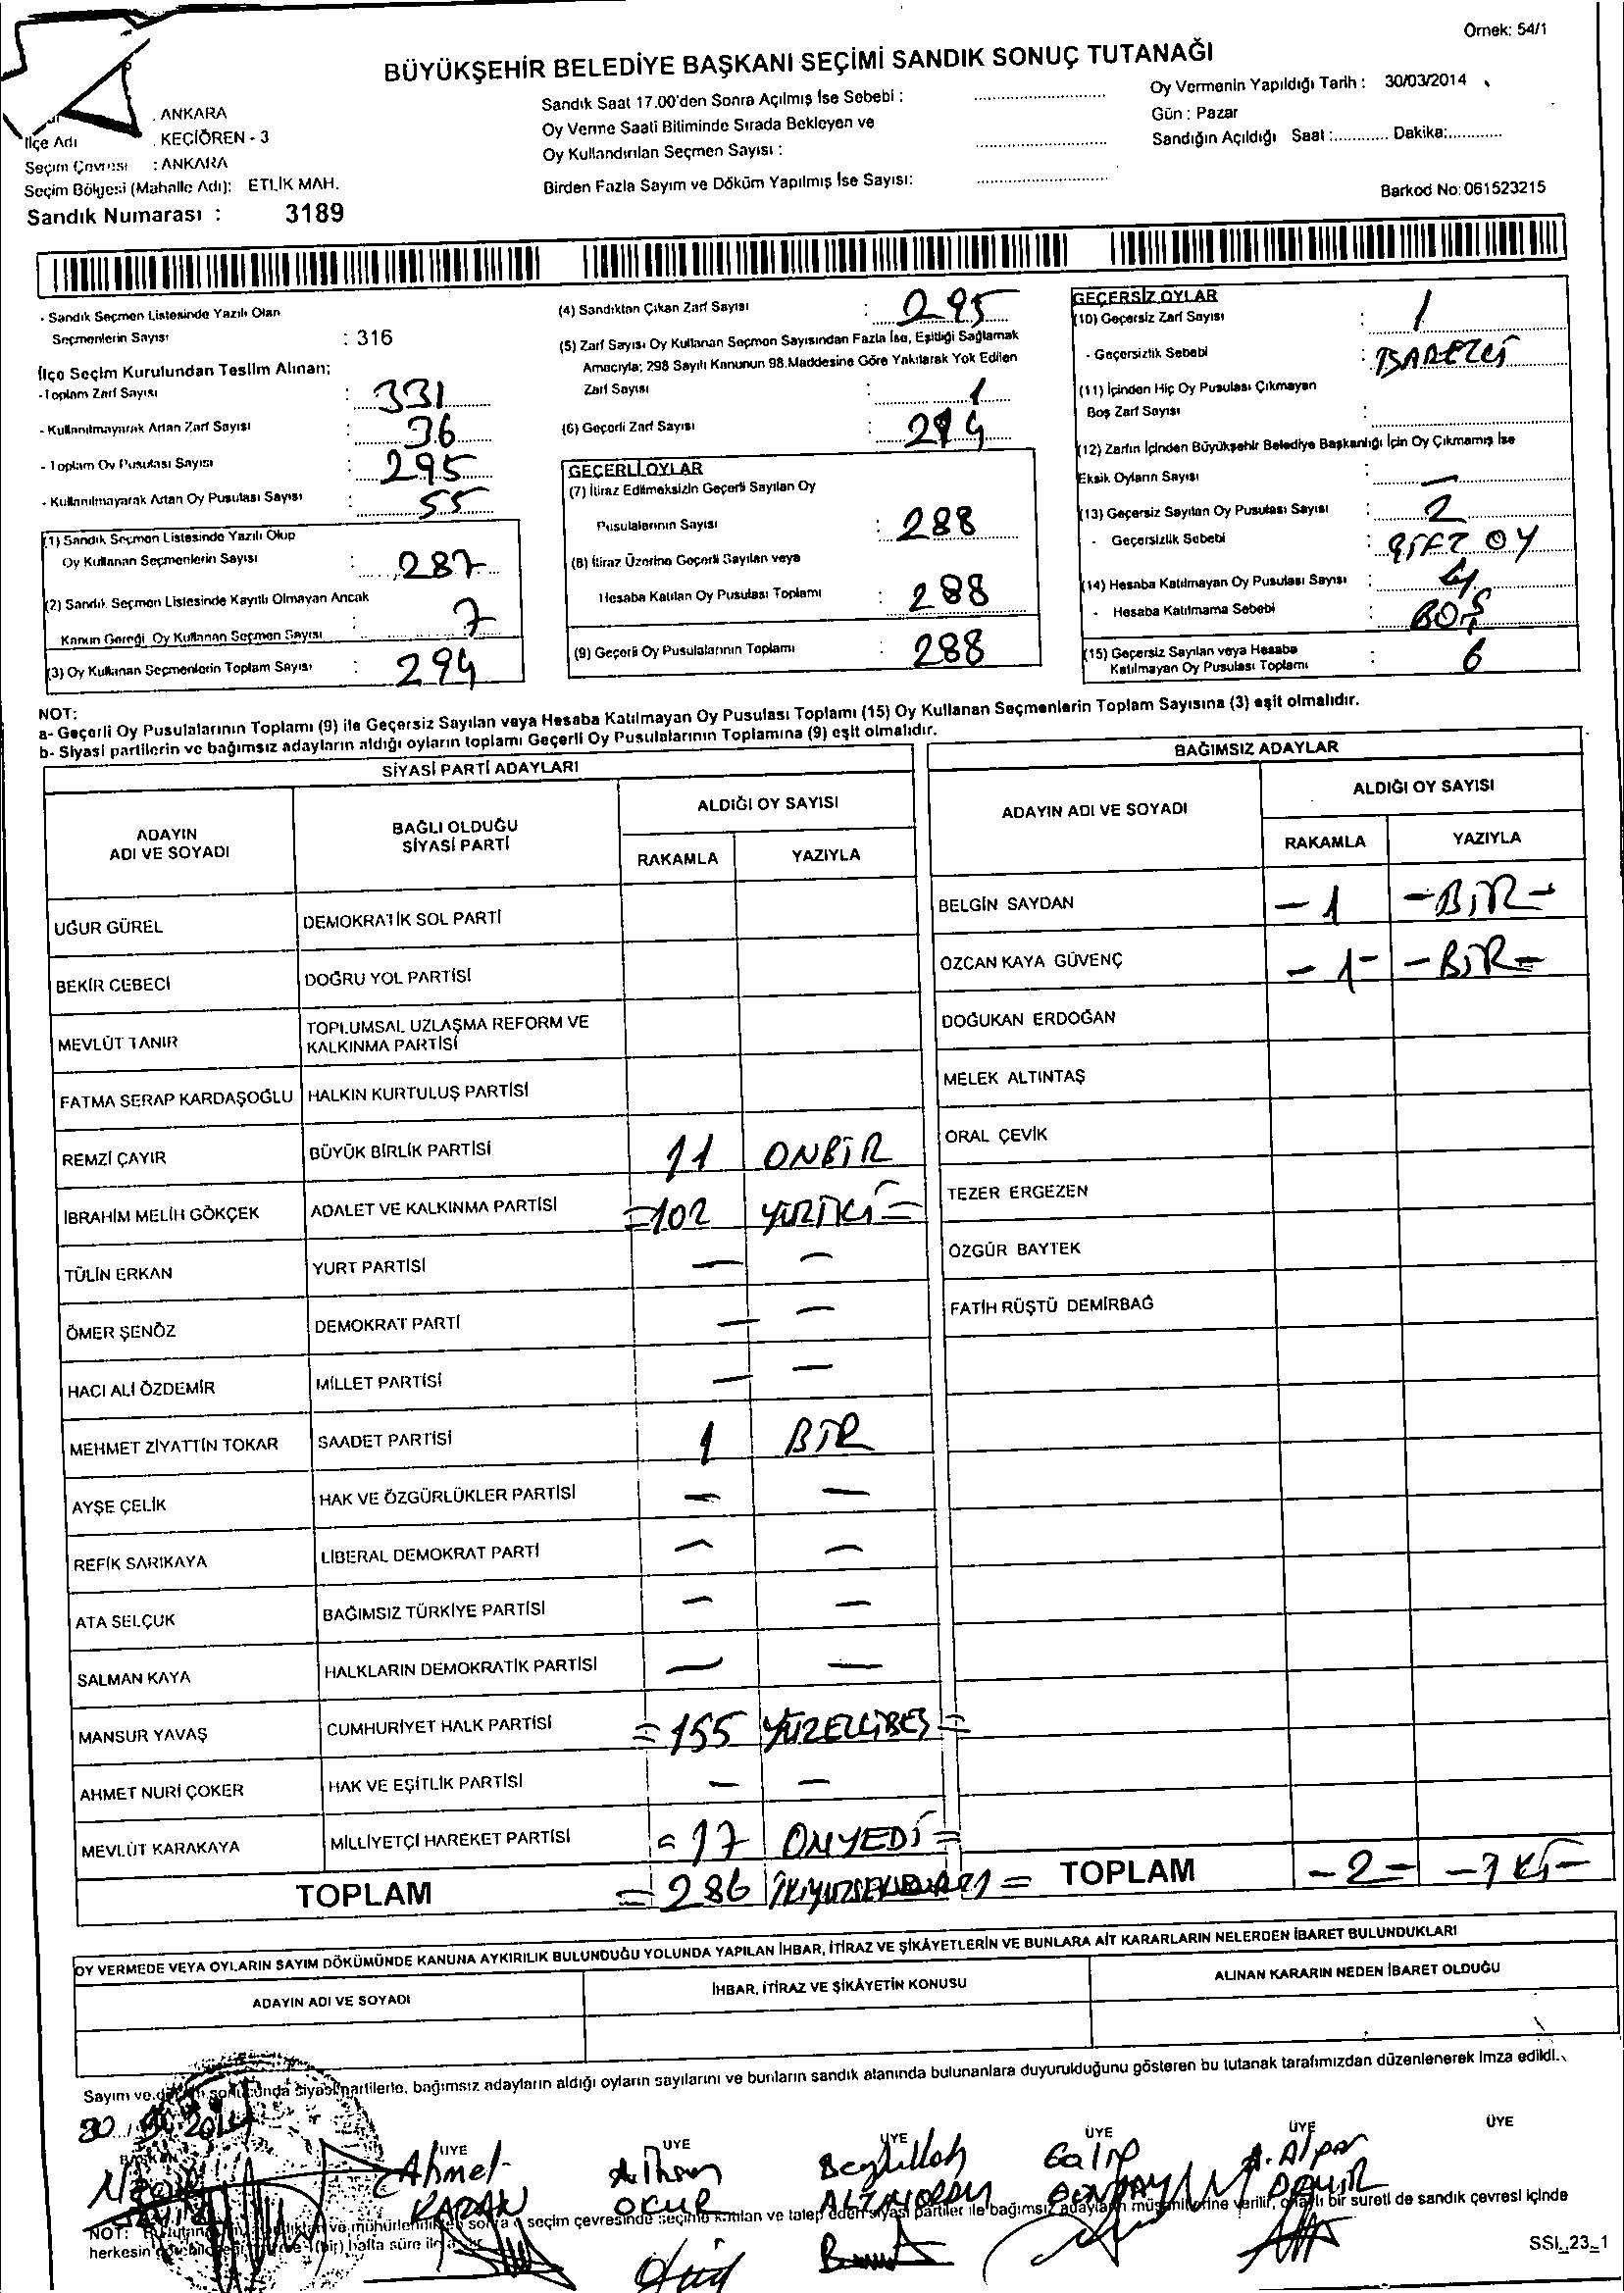 Örnek: 54/1
BÜYÜKŞEHİR BELEDİYE BAŞKANI SEÇİMİ SANDIK SONUÇ TUTANAĞI
: ANKARA
İlçe Adı : KEÇİÖREN - 3
Seçim Çevresi : ANKARA
Seçim Bölgesi (Mahalle Adı): ETLİK MAH.
Sandık Numarası : 3189
Sandık Saat 17.00'den Sonra Açılmış İse Sebebi :
Oy Verme Saati Bitiminde Sırada Bekleyen ve
Oy Kullandırılan Seçmen Sayısı :
Birden Fazla Sayım ve Döküm Yapılmış İse Sayısı:
Oy Vermenin Yapıldığı Tarih : 30/03/2014
Gün : Pazar
Sandığın Açıldığı Saat :............ Dakika:............
Barkod No: 061523215
- Sandık Seçmen Listesinde Yazılı Olan
Seçmenlerin Sayısı : 316
İlçe Seçim Kurulundan Teslim Alınan;
- Toplam Zarf Sayısı : 331
- Kullanılmayarak Artan Zarf Sayısı : 36
- Toplam Oy Pusulası Sayısı : 295
- Kullanılmayarak Artan Oy Pusulası Sayısı : 55
(1) Sandık Seçmen Listesinde Yazılı Olup
Oy Kullanan Seçmenlerin Sayısı : 287
(2) Sandık Seçmen Listesinde Kayıtlı Olmayan Ancak
Kanun Gereği Oy Kullanan Seçmen Sayısı : 7
(3) Oy Kullanan Seçmenlerin Toplam Sayısı : 294
(4) Sandıktan Çıkan Zarf Sayısı : 295
(5) Zarf Sayısı Oy Kullanan Seçmen Sayısından Fazla İse, Eşitliği Sağlamak
Amacıyla; 298 Sayılı Kanunun 98.Maddesine Göre Yakılarak Yok Edilen
Zarf Sayısı : 1
(6) Geçerli Zarf Sayısı : 294
GEÇERLİ OYLAR
(7) İtiraz Edilmeksizin Geçerli Sayılan Oy
Pusulalarının Sayısı : 288
(8) İtiraz Üzerine Geçerli Sayılan veya
Hesaba Katılan Oy Pusulası Toplamı : 288
(9) Geçerli Oy Pusulalarının Toplamı : 288
GEÇERSİZ OYLAR
(10) Geçersiz Zarf Sayısı : 1
- Geçersizlik Sebebi :
(11) İçinden Hiç Oy Pusulası Çıkmayan
Boş Zarf Sayısı :
(12) Zarfın İçinden Büyükşehir Belediye Başkanlığı İçin Oy Çıkmamış İse
Eksik Oyların Sayısı : —
(13) Geçersiz Sayılan Oy Pusulası Sayısı : 2
- Geçersizlik Sebebi : ÇİFT OY
(14) Hesaba Katılmayan Oy Pusulası Sayısı : 4
- Hesaba Katılmama Sebebi : BOŞ
(15) Geçersiz Sayılan veya Hesaba
Katılmayan Oy Pusulası Toplamı : 6
NOT:
a- Geçerli Oy Pusulalarının Toplamı (9) ile Geçersiz Sayılan veya Hesaba Katılmayan Oy Pusulası Toplamı (15) Oy Kullanan Seçmenlerin Toplam Sayısına (3) eşit olmalıdır.
b- Siyasi partilerin ve bağımsız adayların aldığı oyların toplamı Geçerli Oy Pusulalarının Toplamına (9) eşit olmalıdır.
SİYASİ PARTİ ADAYLARI
ADAYIN ADI VE SOYADI BAĞLI OLDUĞU SİYASİ PARTİ ALDIĞI OY SAYISI
RAKAMLA YAZIYLA
UĞUR GÜREL DEMOKRATİK SOL PARTİ
BEKİR CEBECİ DOĞRU YOL PARTİSİ
MEVLÜT TANIR TOPLUMSAL UZLAŞMA REFORM VE KALKINMA PARTİSİ
FATMA SERAP KARDAŞOĞLU HALKIN KURTULUŞ PARTİSİ
REMZİ ÇAYIR BÜYÜK BİRLİK PARTİSİ 11 ONBİR
İBRAHİM MELİH GÖKÇEK ADALET VE KALKINMA PARTİSİ =102 YÜZİKİ=
TÜLİN ERKAN YURT PARTİSİ — —
ÖMER ŞENÖZ DEMOKRAT PARTİ — —
HACI ALİ ÖZDEMİR MİLLET PARTİSİ — —
MEHMET ZİYATTİN TOKAR SAADET PARTİSİ 1 BİR
AYŞE ÇELİK HAK VE ÖZGÜRLÜKLER PARTİSİ — —
REFİK SARIKAYA LİBERAL DEMOKRAT PARTİ — —
ATA SELÇUK BAĞIMSIZ TÜRKİYE PARTİSİ — —
SALMAN KAYA HALKLARIN DEMOKRATİK PARTİSİ — —
MANSUR YAVAŞ CUMHURİYET HALK PARTİSİ =155 YÜZELLİBEŞ=
AHMET NURİ ÇOKER HAK VE EŞİTLİK PARTİSİ — —
MEVLÜT KARAKAYA MİLLİYETÇİ HAREKET PARTİSİ =17 ONYEDİ=
TOPLAM =286 İKİYÜZSEKSENALTI=
BAĞIMSIZ ADAYLAR
ADAYIN ADI VE SOYADI ALDIĞI OY SAYISI
RAKAMLA YAZIYLA
BELGİN SAYDAN -1 -BİR-
ÖZCAN KAYA GÜVENÇ -1- -BİR-
DOĞUKAN ERDOĞAN
MELEK ALTINTAŞ
ORAL ÇEVİK
TEZER ERGEZEN
ÖZGÜR BAYTEK
FATİH RÜŞTÜ DEMİRBAĞ
TOPLAM -2- -İKİ-
OY VERMEDE VEYA OYLARIN SAYIM DÖKÜMÜNDE KANUNA AYKIRILIK BULUNDUĞU YOLUNDA YAPILAN İHBAR, İTİRAZ VE ŞİKÂYETLERİN VE BUNLARA AİT KARARLARIN NELERDEN İBARET BULUNDUKLARI
ADAYIN ADI VE SOYADI İHBAR, İTİRAZ VE ŞİKÂYETİN KONUSU ALINAN KARARIN NEDEN İBARET OLDUĞU
Sayım ve sonucunda siyasi partilerle, bağımsız adayların aldığı oyların sayılarını ve bunların sandık alanında bulunanlara duyurulduğunu gösteren bu tutanak tarafımızdan düzenlenerek imza edildi.
ÜYE ÜYE ÜYE ÜYE ÜYE ÜYE
Ahmet
OKUR
Beytullah
Galip
A. Alper
DEMİR
NOT: seçim çevresinde seçime katılan ve talep eden siyasi partiler ile bağımsız adayların müşahitlerine verilir, onaylı bir sureti de sandık çevresi içinde
herkesin (bir) hafta süre ile
SSL_23_1